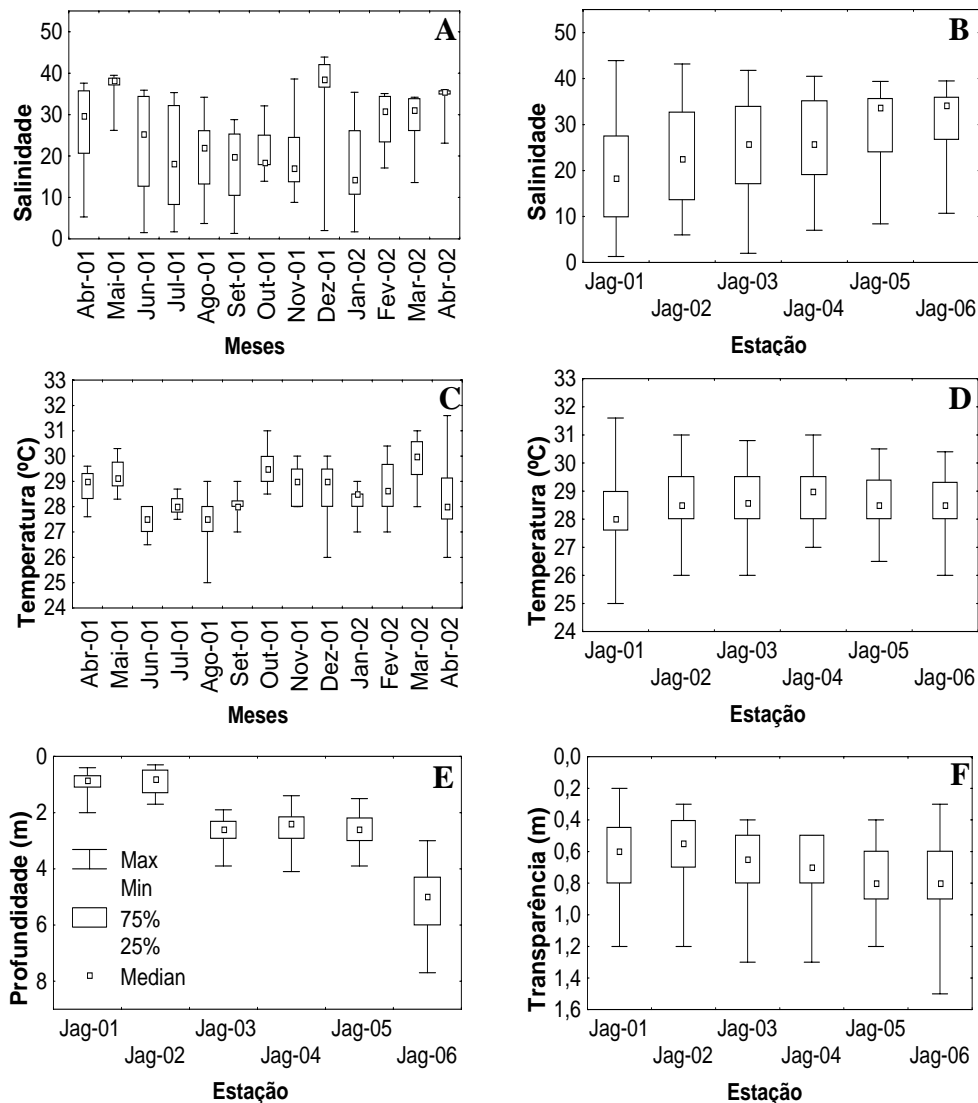 A
Salinidade
50
40
30
20
10
0
Abr-01
Mai-01
Jun-01
Jul-01
Ago-01
Set-01
Out-01
Nov-01
Dez-01
Jan-02
Fev-02
Mar-02
Abr-02
Meses
B
Salinidade
50
40
30
20
10
0
Jag-01
Jag-02
Jag-03
Jag-04
Jag-05
Jag-06
Estação
C
Temperatura (ºC)
33
32
31
30
29
28
27
26
25
24
Abr-01
Mai-01
Jun-01
Jul-01
Ago-01
Set-01
Out-01
Nov-01
Dez-01
Jan-02
Fev-02
Mar-02
Abr-02
Meses
D
Temperatura (ºC)
33
32
31
30
29
28
27
26
25
24
Jag-01
Jag-02
Jag-03
Jag-04
Jag-05
Jag-06
Estação
E
Profundidade (m)
0
2
4
6
8
Max
Min
75%
25%
Median
Jag-01
Jag-02
Jag-03
Jag-04
Jag-05
Jag-06
Estação
F
Transparência (m)
0,0
0,2
0,4
0,6
0,8
1,0
1,2
1,4
1,6
Jag-01
Jag-02
Jag-03
Jag-04
Jag-05
Jag-06
Estação